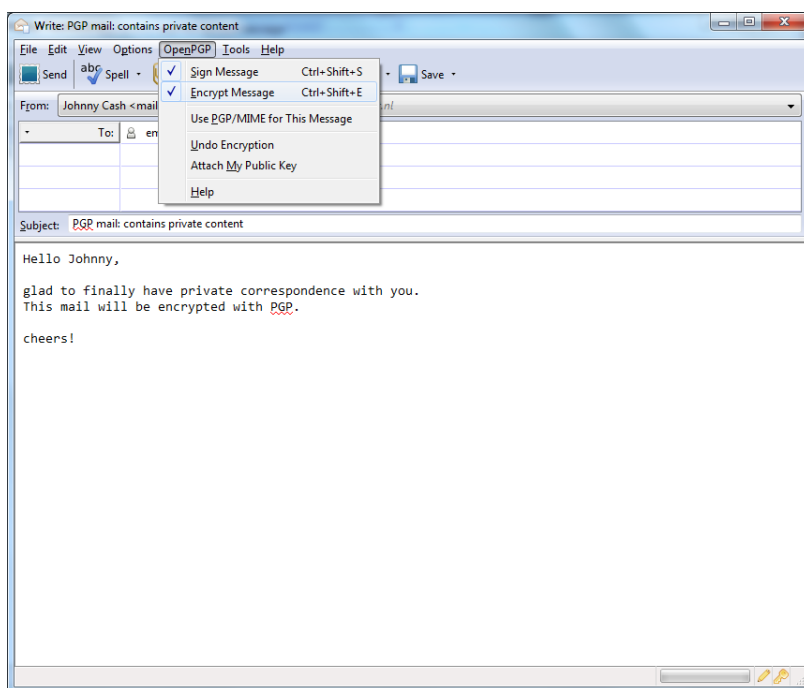 Write: PGP mail: contains private content
File Edit View Options OpenPGP Tools Help
Send abc Spell Save
Sign Message Ctrl+Shift+S
Encrypt Message Ctrl+Shift+E
Use PGP/MIME for This Message
Undo Encryption
Attach My Public Key
Help
From: Johnny Cash <mail nl
To: en
Subject: PGP mail: contains private content
Hello Johnny,
glad to finally have private correspondence with you.
This mail will be encrypted with PGP.
cheers!